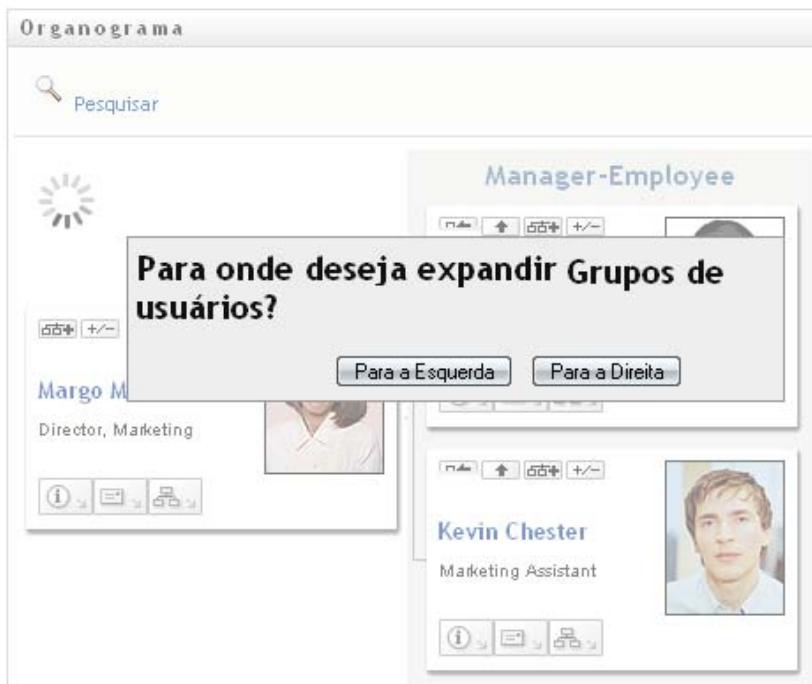 Organograma
Pesquisar
Manager-Employee
+/-
Para onde deseja expandir Grupos de
usuários?
Para a Esquerda
Para a Direita
+/-
Margo M
Director, Marketing
+/-
Kevin Chester
Marketing Assistant